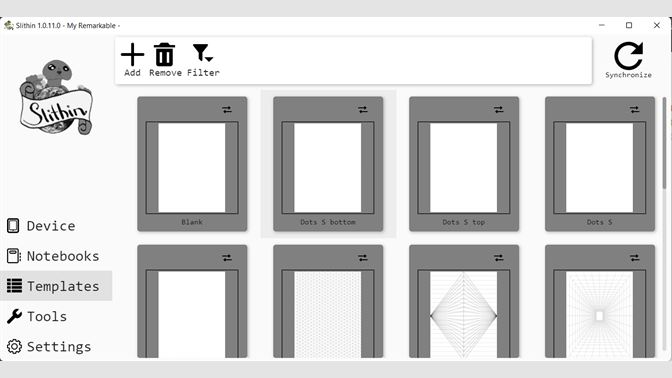 Slithin 1.0.11.0 - My Remarkable -
Slithin
Add Remove Filter
Synchronize
Device
Notebooks
Templates
Tools
Settings
Blank
Dots S bottom
Dots S top
Dots S